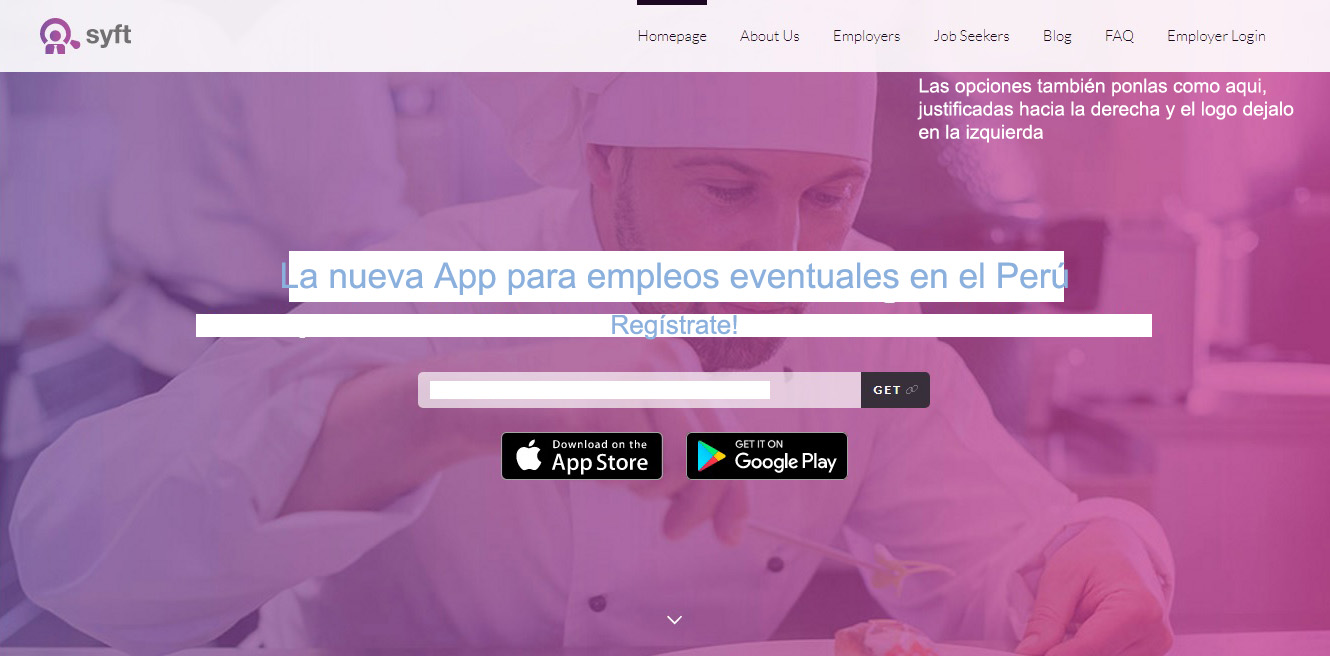 syft
Homepage About Us Employers Job Seekers Blog FAQ Employer Login
Las opciones también ponlas como aqui,
justificadas hacia la derecha y el logo dejalo
en la izquierda
La nueva App para empleos eventuales en el Perú
Regístrate!
GET
Download on the
App Store
GET IT ON
Google Play